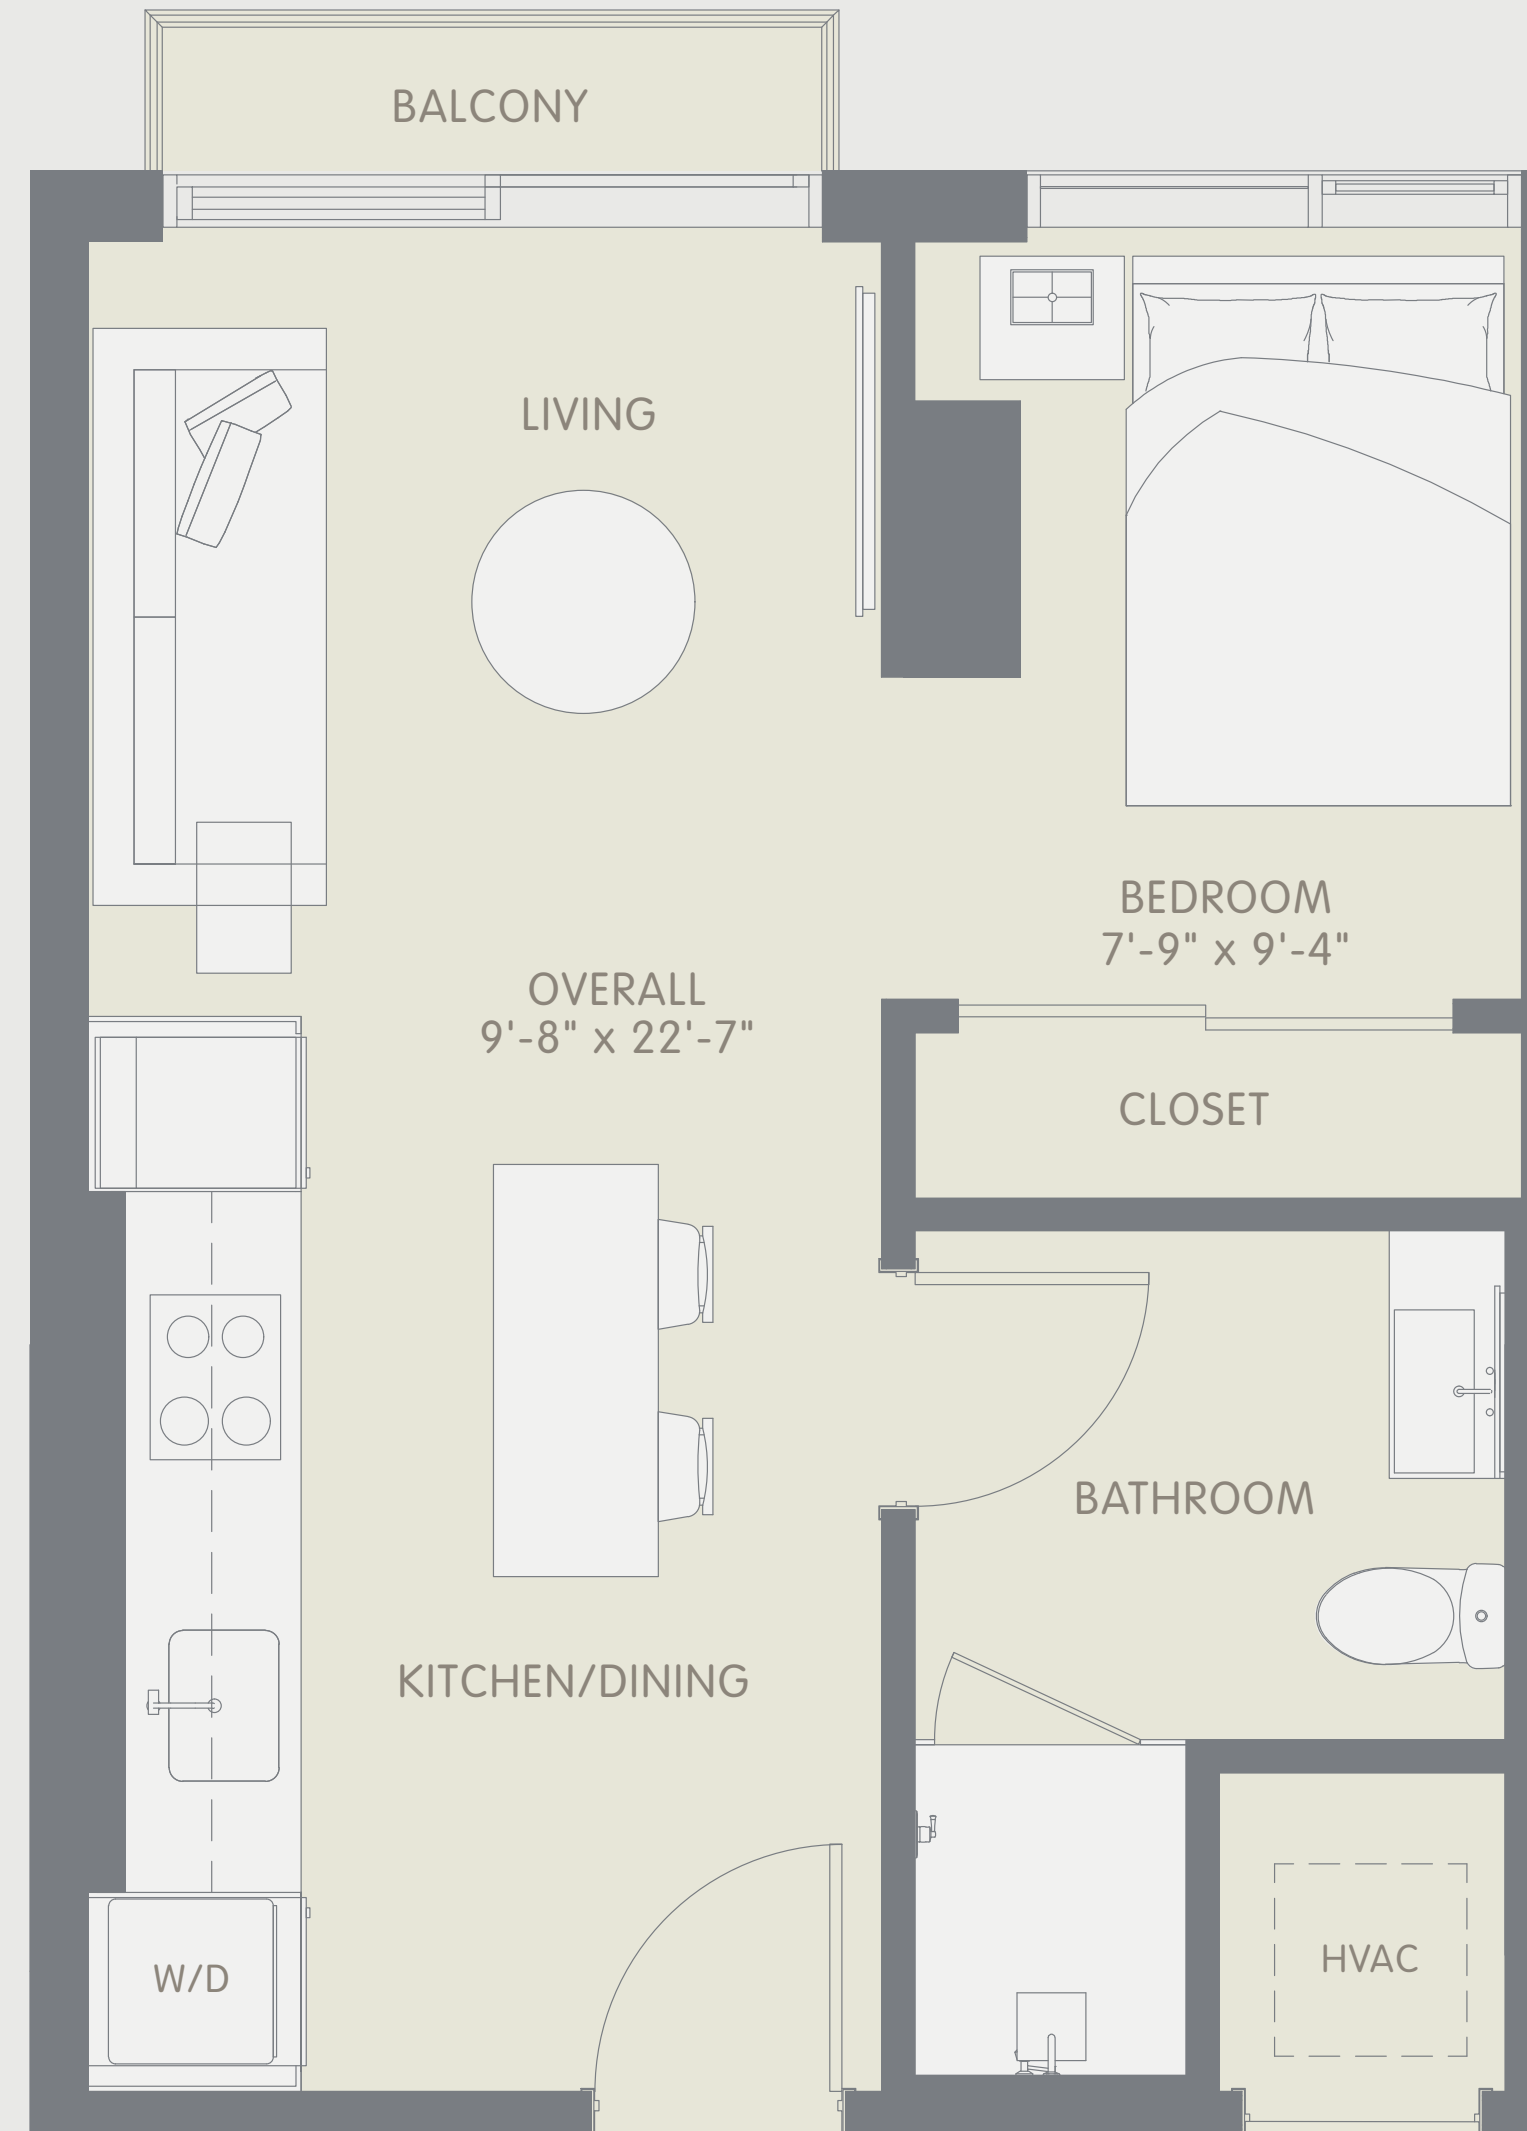 BALCONY
LIVING
BEDROOM
7'-9" x 9'-4"
OVERALL
9'-8" x 22'-7"
CLOSET
BATHROOM
KITCHEN/DINING
W/D
HVAC